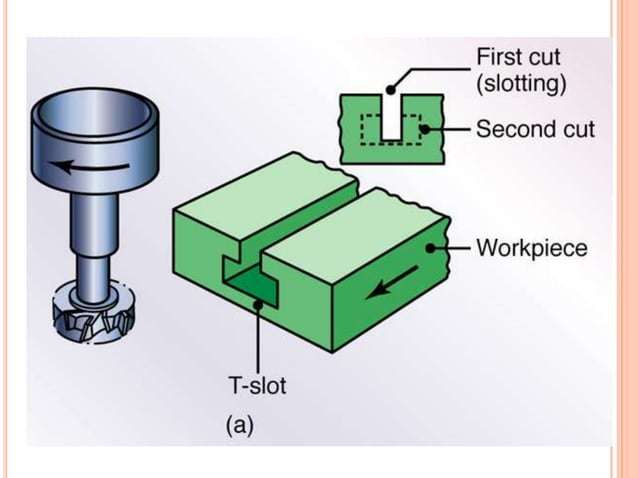 First cut
(slotting)
Second cut
Workpiece
T-slot
(a)